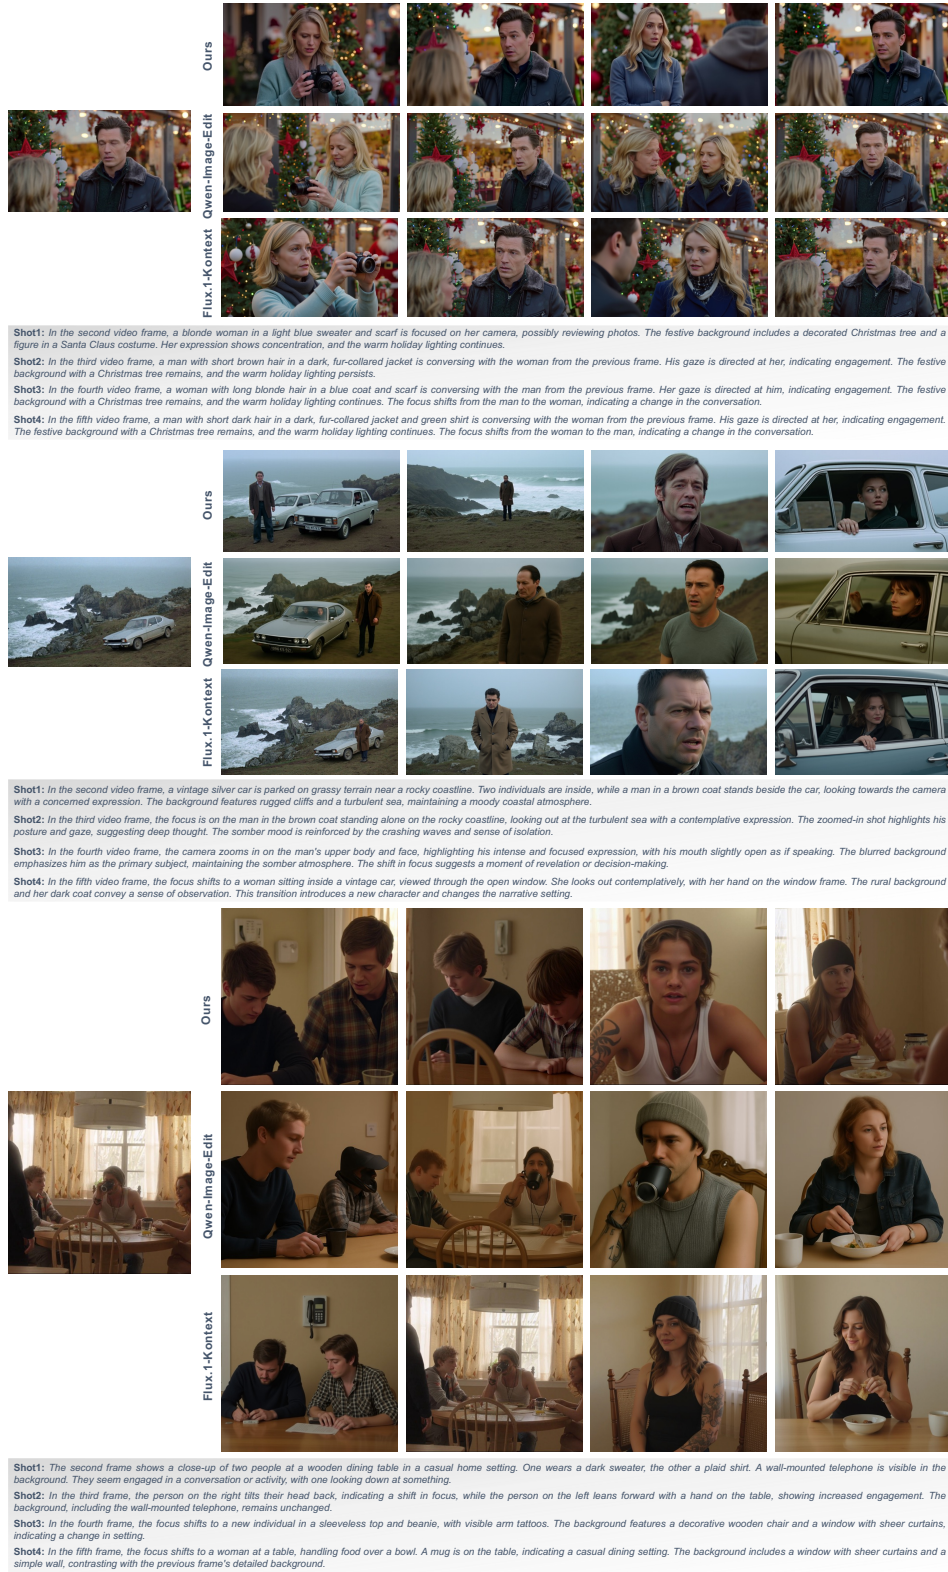 Ours
Qwen-Image-Edit
Flux.1-Kontext
Shot1: In the second video frame, a blonde woman in a light blue sweater and scarf is focused on her camera, possibly reviewing photos. The festive background includes a decorated Christmas tree and a
figure in a Santa Claus costume. Her expression shows concentration, and the warm holiday lighting continues.
Shot2: In the third video frame, a man with short brown hair in a dark, fur-collared jacket is conversing with the woman from the previous frame. His gaze is directed at her, indicating engagement. The festive
background with a Christmas tree remains, and the warm holiday lighting persists.
Shot3: In the fourth video frame, a woman with long blonde hair in a blue coat and scarf is conversing with the man from the previous frame. Her gaze is directed at him, indicating engagement. The festive
background with a Christmas tree remains, and the warm holiday lighting continues. The focus shifts from the man to the woman, indicating a change in the conversation.
Shot4: In the fifth video frame, a man with short dark hair in a dark, fur-collared jacket and green shirt is conversing with the woman from the previous frame. His gaze is directed at her, indicating engagement.
The festive background with a Christmas tree remains, and the warm holiday lighting continues. The focus shifts from the woman to the man, indicating a change in the conversation.
Ours
Qwen-Image-Edit
Flux.1-Kontext
Shot1: In the second video frame, a vintage silver car is parked on grassy terrain near a rocky coastline. Two individuals are inside, while a man in a brown coat stands beside the car, looking towards the camera
with a concerned expression. The background features rugged cliffs and a turbulent sea, maintaining a moody coastal atmosphere.
Shot2: In the third video frame, the focus is on the man in the brown coat standing alone on the rocky coastline, looking out at the turbulent sea with a contemplative expression. The zoomed-in shot highlights his
posture and gaze, suggesting deep thought. The somber mood is reinforced by the crashing waves and sense of isolation.
Shot3: In the fourth video frame, the camera zooms in on the man's upper body and face, highlighting his intense and focused expression, with his mouth slightly open as if speaking. The blurred background
emphasizes him as the primary subject, maintaining the somber atmosphere. The shift in focus suggests a moment of revelation or decision-making.
Shot4: In the fifth video frame, the focus shifts to a woman sitting inside a vintage car, viewed through the open window. She looks out contemplatively, with her hand on the window frame. The rural background
and her dark coat convey a sense of observation. This transition introduces a new character and changes the narrative setting.
Ours
Qwen-Image-Edit
Flux.1-Kontext
Shot1: The second frame shows a close-up of two people at a wooden dining table in a casual home setting. One wears a dark sweater, the other a plaid shirt. A wall-mounted telephone is visible in the
background. They seem engaged in a conversation or activity, with one looking down at something.
Shot2: In the third frame, the person on the right tilts their head back, indicating a shift in focus, while the person on the left leans forward with a hand on the table, showing increased engagement. The
background, including the wall-mounted telephone, remains unchanged.
Shot3: In the fourth frame, the focus shifts to a new individual in a sleeveless top and beanie, with visible arm tattoos. The background features a decorative wooden chair and a window with sheer curtains,
indicating a change in setting.
Shot4: In the fifth frame, the focus shifts to a woman at a table, handling food over a bowl. A mug is on the table, indicating a casual dining setting. The background includes a window with sheer curtains and a
simple wall, contrasting with the previous frame's detailed background.